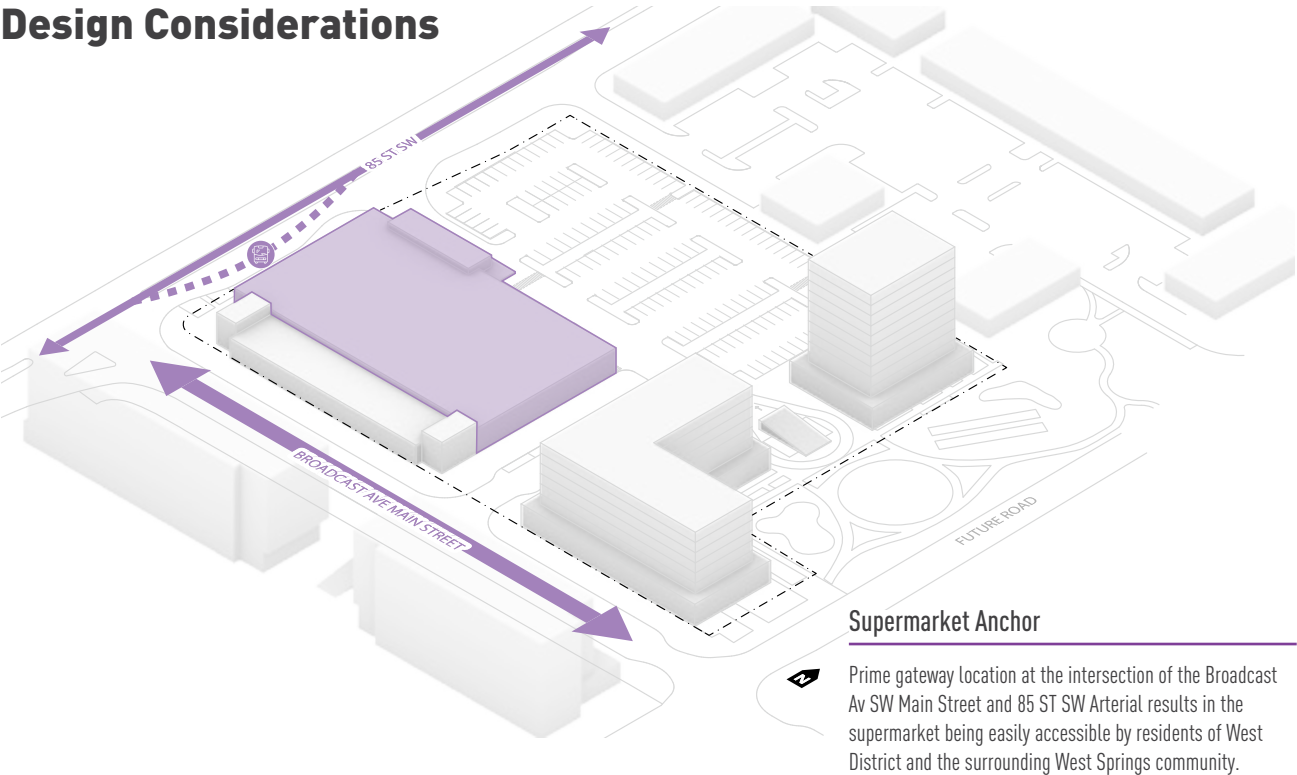 Design Considerations
85 ST SW
BROADCAST AVE MAIN STREET
FUTURE ROAD
Supermarket Anchor
N
Prime gateway location at the intersection of the Broadcast
Av SW Main Street and 85 ST SW Arterial results in the
supermarket being easily accessible by residents of West
District and the surrounding West Springs community.